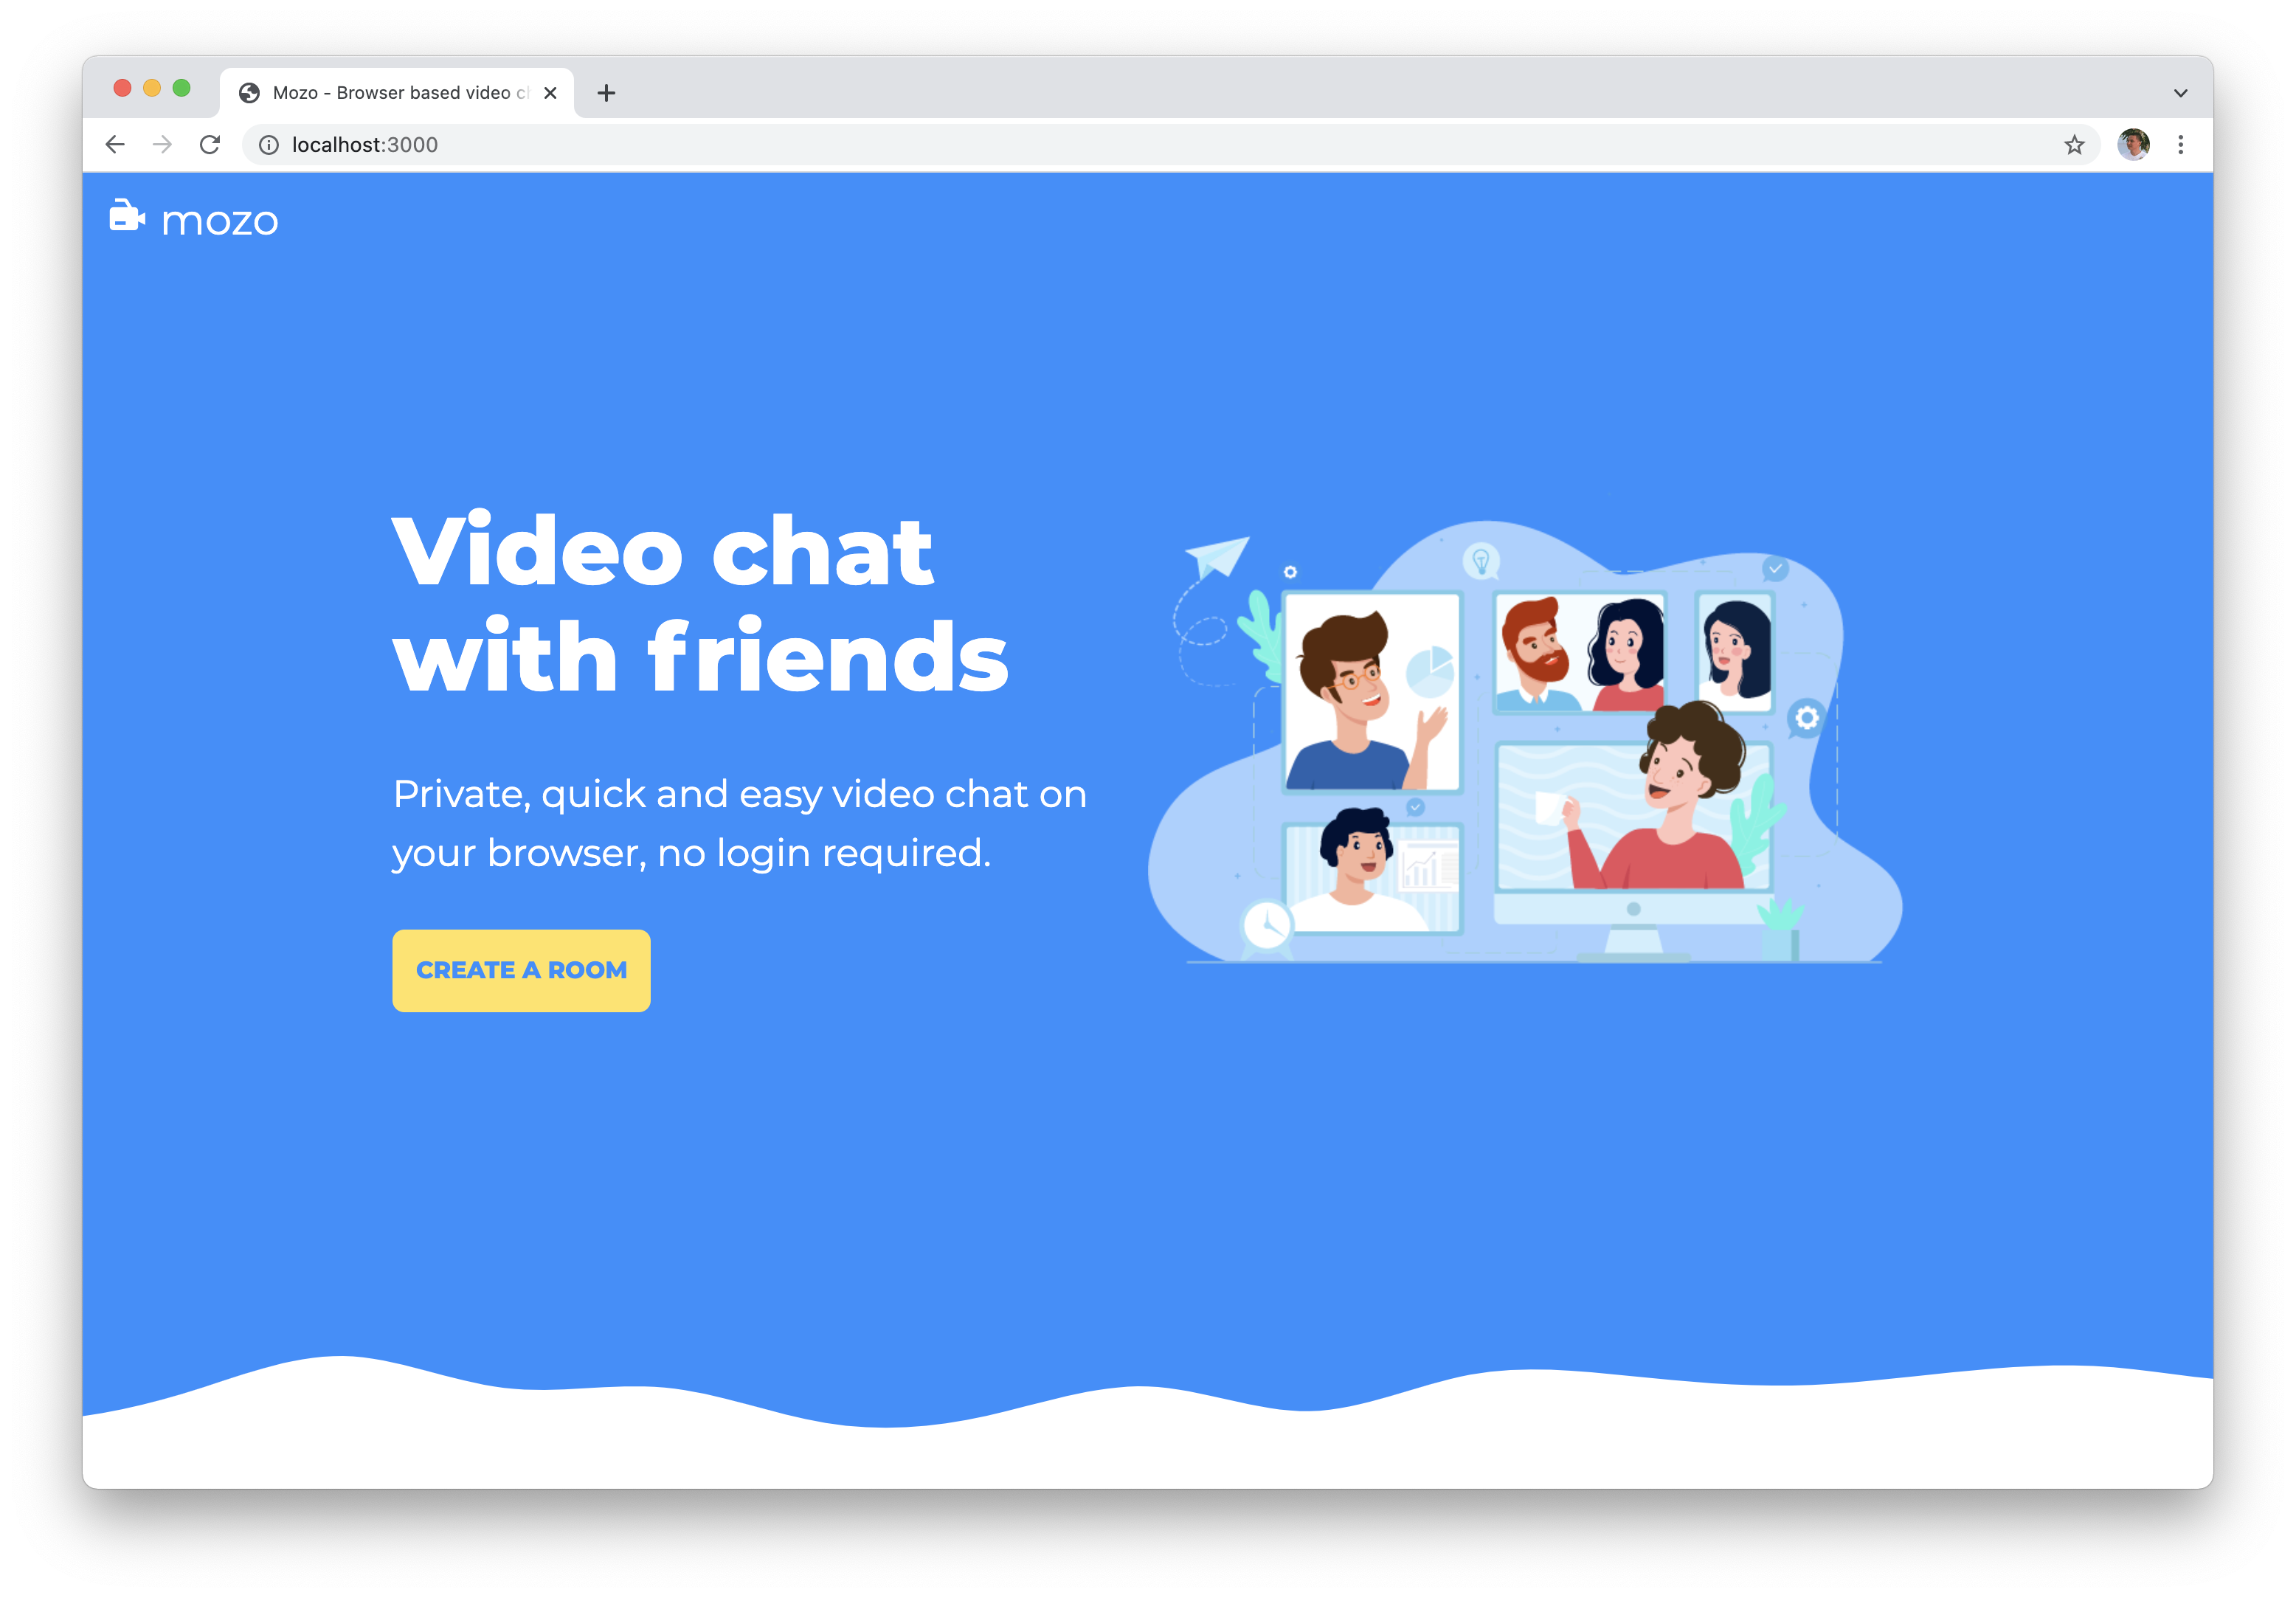 Mozo - Browser based video c
localhost:3000
mozo
Video chat
with friends
Private, quick and easy video chat on
your browser, no login required.
CREATE A ROOM